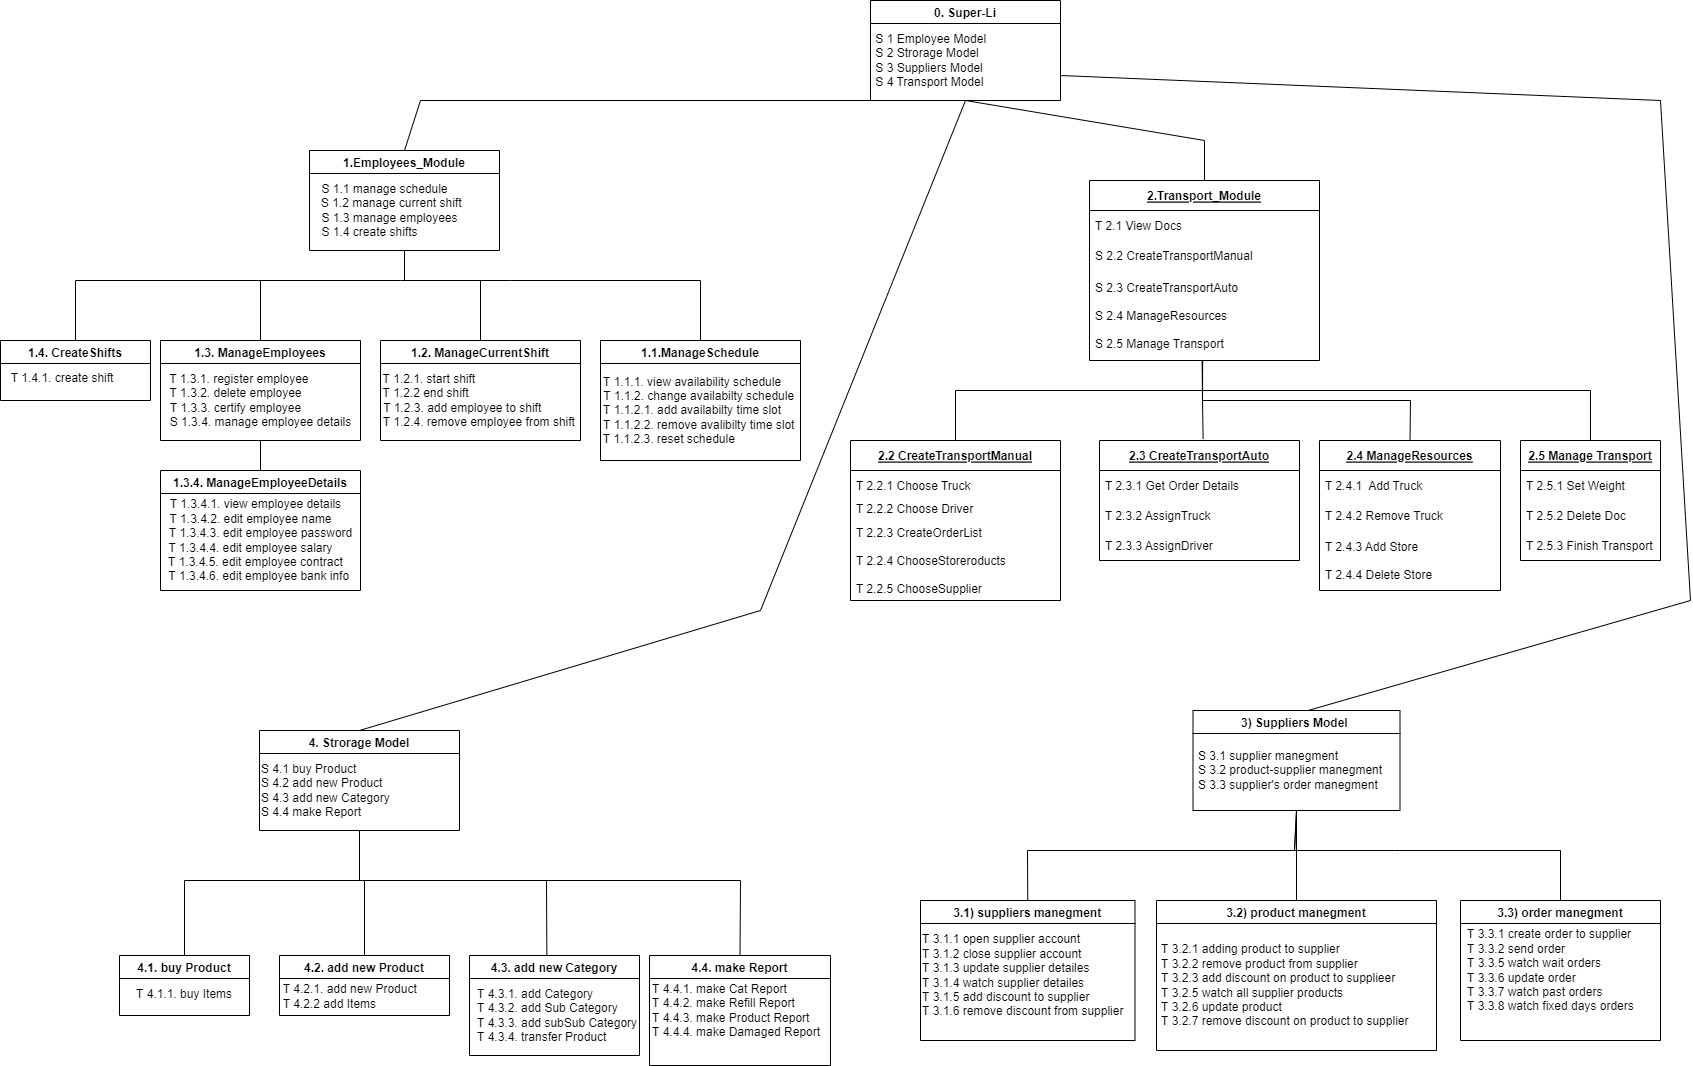 0. Super-Li
S 1 Employee Model
S 2 Strorage Model
S 3 Suppliers Model
S 4 Transport Model
1.Employees_Module
S 1.1 manage schedule
S 1.2 manage current shift
S 1.3 manage employees
S 1.4 create shifts
2.Transport_Module
T 2.1 View Docs
S 2.2 CreateTransportManual
S 2.3 CreateTransportAuto
S 2.4 ManageResources
S 2.5 Manage Transport
1.4. CreateShifts
T 1.4.1. create shift
1.3. ManageEmployees
T 1.3.1. register employee
T 1.3.2. delete employee
T 1.3.3. certify employee
S 1.3.4. manage employee details
1.2. ManageCurrentShift
T 1.2.1. start shift
T 1.2.2 end shift
T 1.2.3. add employee to shift
T 1.2.4. remove employee from shift
1.1.ManageSchedule
T 1.1.1. view availability schedule
T 1.1.2. change availabilty schedule
T 1.1.2.1. add availabilty time slot
T 1.1.2.2. remove avalibilty time slot
T 1.1.2.3. reset schedule
1.3.4. ManageEmployeeDetails
T 1.3.4.1. view employee details
T 1.3.4.2. edit employee name
T 1.3.4.3. edit employee password
T 1.3.4.4. edit employee salary
T 1.3.4.5. edit employee contract
T 1.3.4.6. edit employee bank info
2.2 CreateTransportManual
T 2.2.1 Choose Truck
T 2.2.2 Choose Driver
T 2.2.3 CreateOrderList
T 2.2.4 ChooseStoreroducts
T 2.2.5 ChooseSupplier
2.3 CreateTransportAuto
T 2.3.1 Get Order Details
T 2.3.2 AssignTruck
T 2.3.3 AssignDriver
2.4 ManageResources
T 2.4.1 Add Truck
T 2.4.2 Remove Truck
T 2.4.3 Add Store
T 2.4.4 Delete Store
2.5 Manage Transport
T 2.5.1 Set Weight
T 2.5.2 Delete Doc
T 2.5.3 Finish Transport
4. Strorage Model
S 4.1 buy Product
S 4.2 add new Product
S 4.3 add new Category
S 4.4 make Report
3) Suppliers Model
S 3.1 supplier manegment
S 3.2 product-supplier manegment
S 3.3 supplier's order manegment
4.1. buy Product
T 4.1.1. buy Items
4.2. add new Product
T 4.2.1. add new Product
T 4.2.2 add Items
4.3. add new Category
T 4.3.1. add Category
T 4.3.2. add Sub Category
T 4.3.3. add subSub Category
T 4.3.4. transfer Product
4.4. make Report
T 4.4.1. make Cat Report
T 4.4.2. make Refill Report
T 4.4.3. make Product Report
T 4.4.4. make Damaged Report
3.1) suppliers manegment
T 3.1.1 open supplier account
T 3.1.2 close supplier account
T 3.1.3 update supplier detailes
T 3.1.4 watch supplier detailes
T 3.1.5 add discount to supplier
T 3.1.6 remove discount from supplier
3.2) product manegment
T 3.2.1 adding product to supplier
T 3.2.2 remove product from supplier
T 3.2.3 add discount on product to supplieer
T 3.2.5 watch all supplier products
T 3.2.6 update product
T 3.2.7 remove discount on product to supplier
3.3) order manegment
T 3.3.1 create order to supplier
T 3.3.2 send order
T 3.3.5 watch wait orders
T 3.3.6 update order
T 3.3.7 watch past orders
T 3.3.8 watch fixed days orders